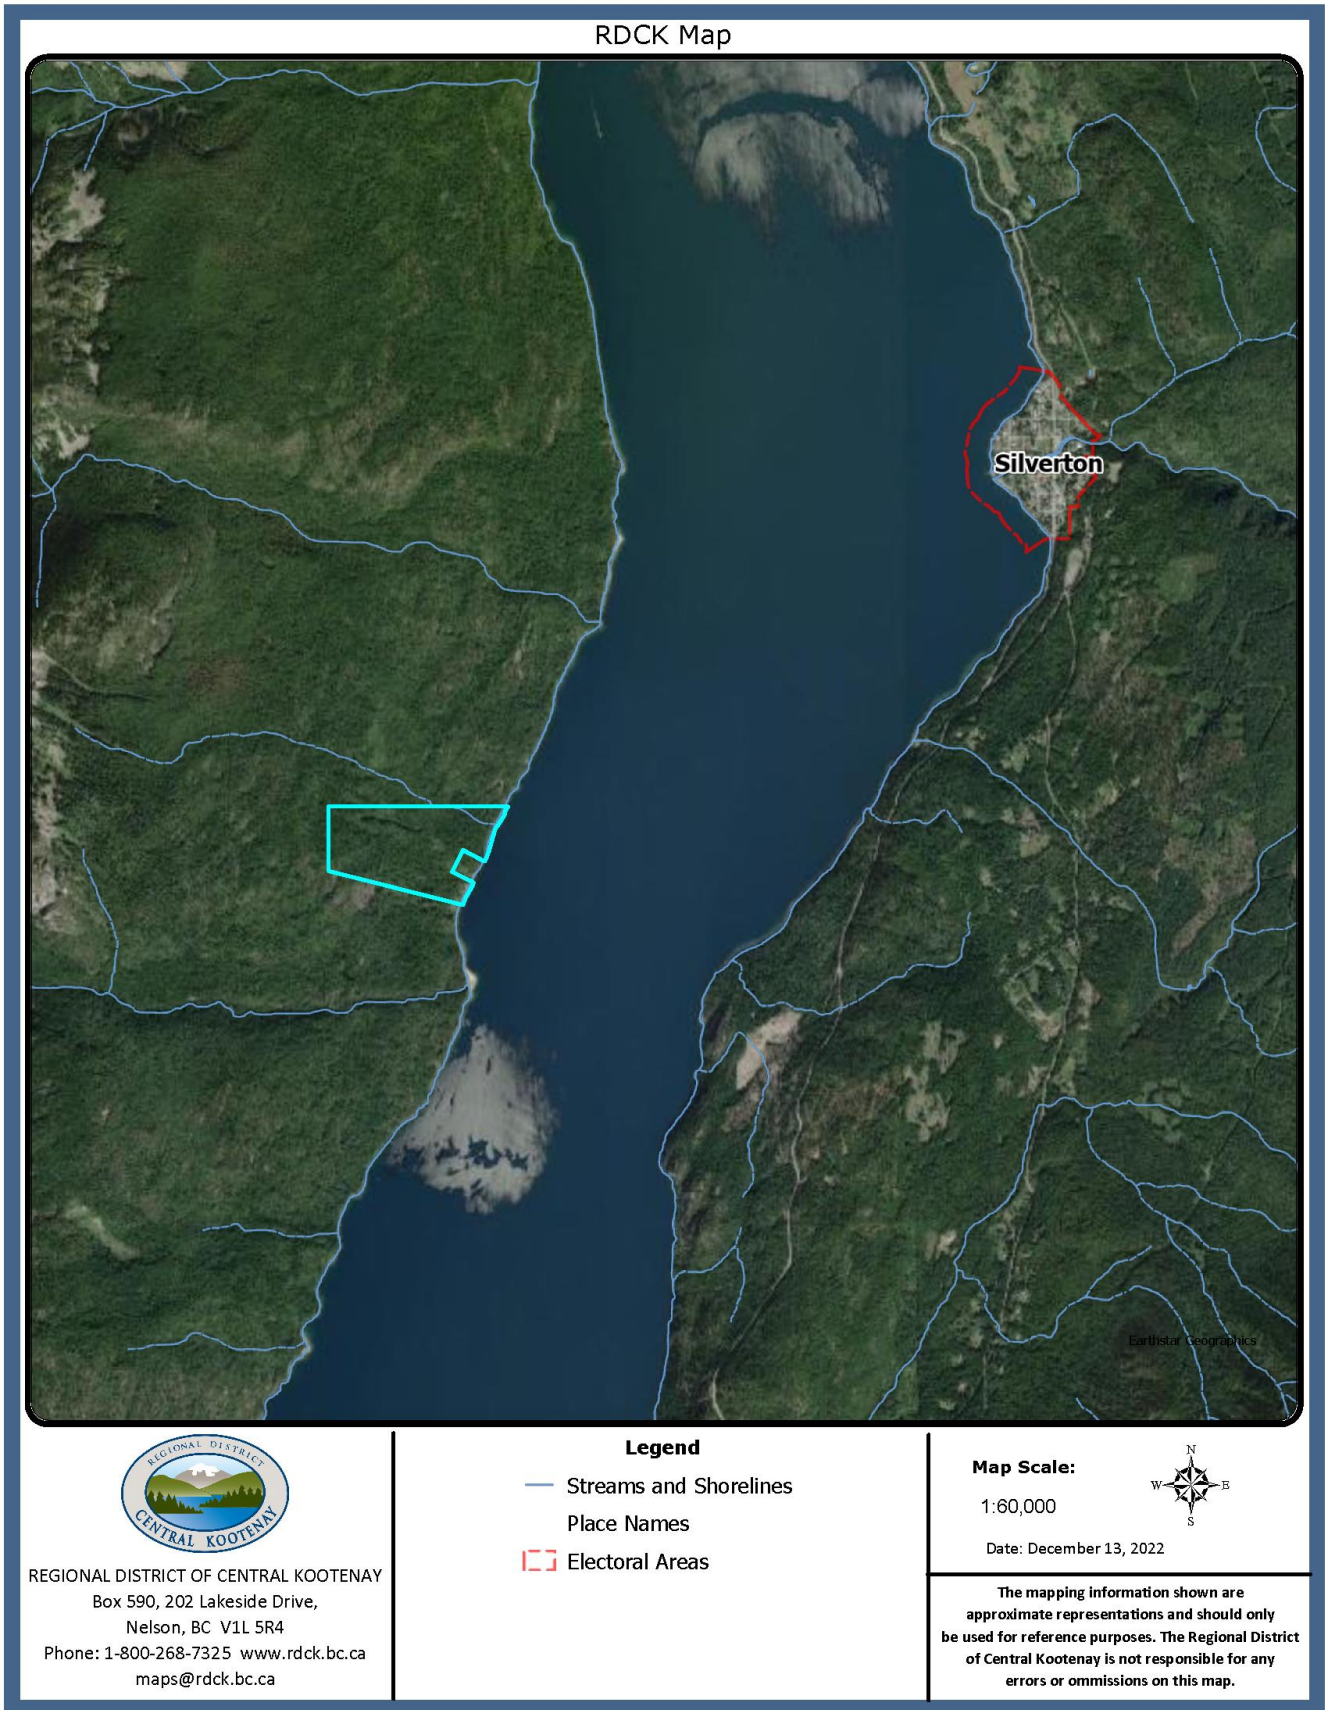 RDCK Map
Silverton
Earthstar Geographics
REGIONAL DISTRICT
CENTRAL KOOTENAY
REGIONAL DISTRICT OF CENTRAL KOOTENAY
Box 590, 202 Lakeside Drive,
Nelson, BC V1L 5R4
Phone: 1-800-268-7325 www.rdck.bc.ca
maps@rdck.bc.ca
Legend
Streams and Shorelines
Place Names
Electoral Areas
Map Scale:
1:60,000
N
W E
S
Date: December 13, 2022
The mapping information shown are
approximate representations and should only
be used for reference purposes. The Regional District
of Central Kootenay is not responsible for any
errors or ommissions on this map.